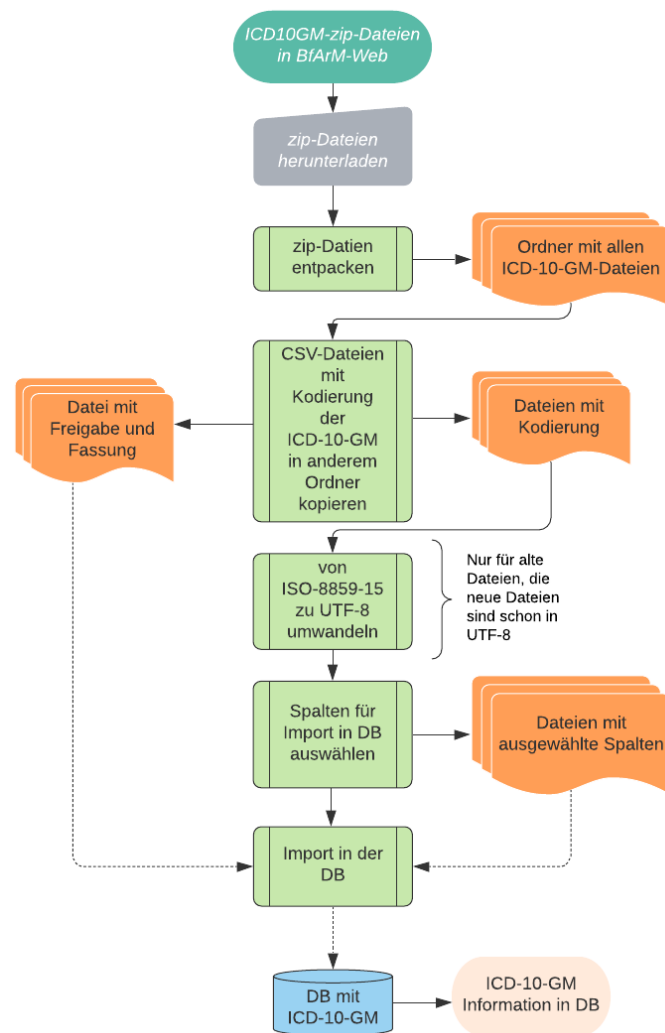 ICD10GM-zip-Dateien
in BfArM-Web
zip-Dateien
herunterladen
zip-Datien
entpacken
Ordner mit allen
ICD-10-GM-Dateien
CSV-Dateien
mit
Kodierung
der
ICD-10-GM
in anderem
Ordner
kopieren
Datei mit
Freigabe und
Fassung
Dateien mit
Kodierung
von
ISO-8859-15
zu UTF-8
umwandeln
Nur für alte
Dateien, die
neue Dateien
sind schon in
UTF-8
Spalten für
Import in DB
auswählen
Dateien mit
ausgewählte Spalten
Import in der
DB
DB mit
ICD-10-GM
ICD-10-GM
Information in DB